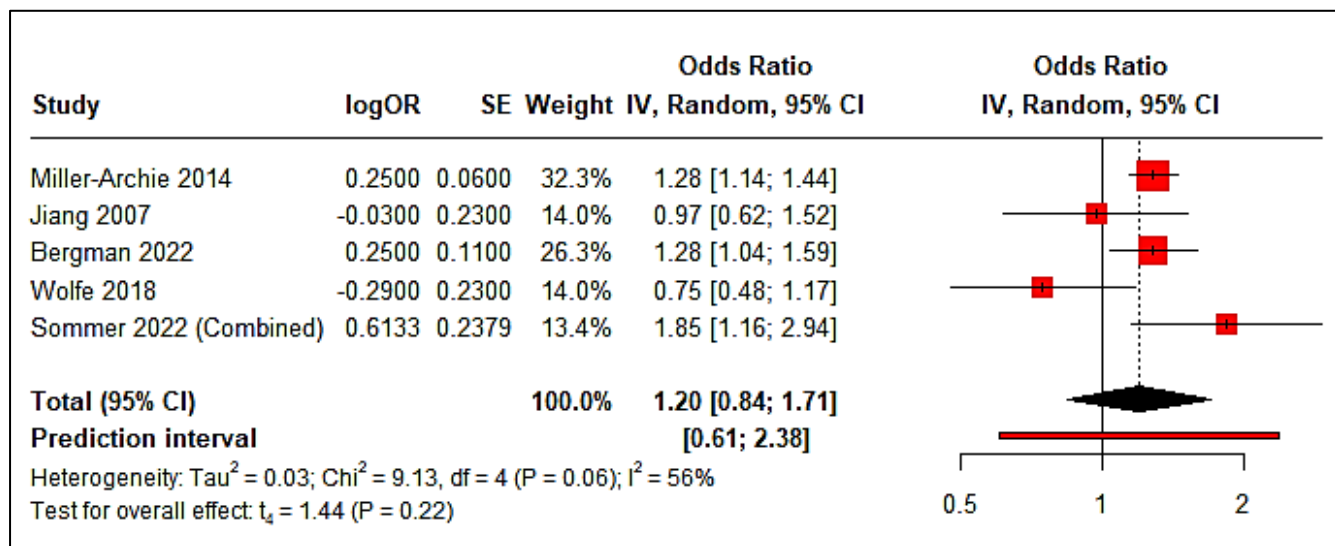 Odds Ratio Odds Ratio
Study logOR SE Weight IV, Random, 95% CI IV, Random, 95% CI
Miller-Archie 2014 0.2500 0.0600 32.3% 1.28 [1.14; 1.44]
Jiang 2007 -0.0300 0.2300 14.0% 0.97 [0.62; 1.52]
Bergman 2022 0.2500 0.1100 26.3% 1.28 [1.04; 1.59]
Wolfe 2018 -0.2900 0.2300 14.0% 0.75 [0.48; 1.17]
Sommer 2022 (Combined) 0.6133 0.2379 13.4% 1.85 [1.16; 2.94]
Total (95% CI) 100.0% 1.20 [0.84; 1.71]
Prediction interval [0.61; 2.38]
Heterogeneity: Tau² = 0.03; Chi² = 9.13, df = 4 (P = 0.06); I² = 56%
Test for overall effect: t₄ = 1.44 (P = 0.22)
0.5 1 2